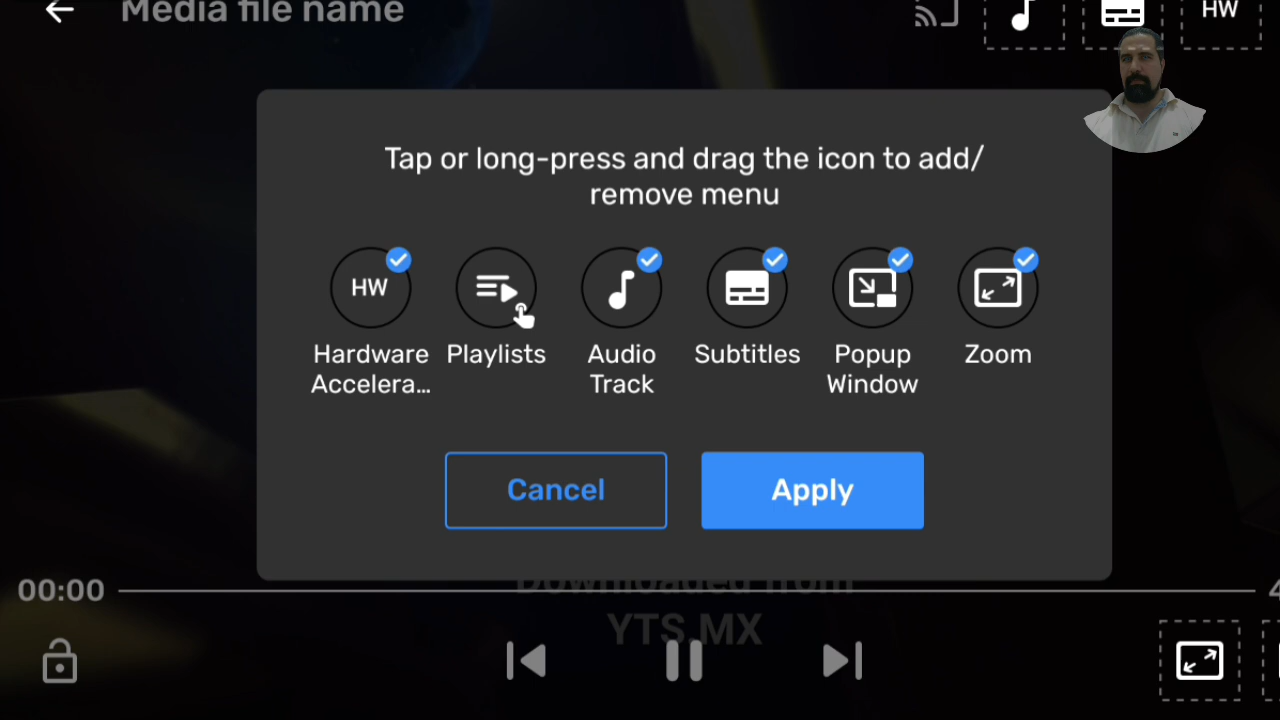 Media file name
HW
Tap or long-press and drag the icon to add/
remove menu
HW
Hardware
Accelera...
Playlists
Audio
Track
Subtitles
Popup
Window
Zoom
Cancel
Apply
Downloaded from
00:00
4
YTS.MX